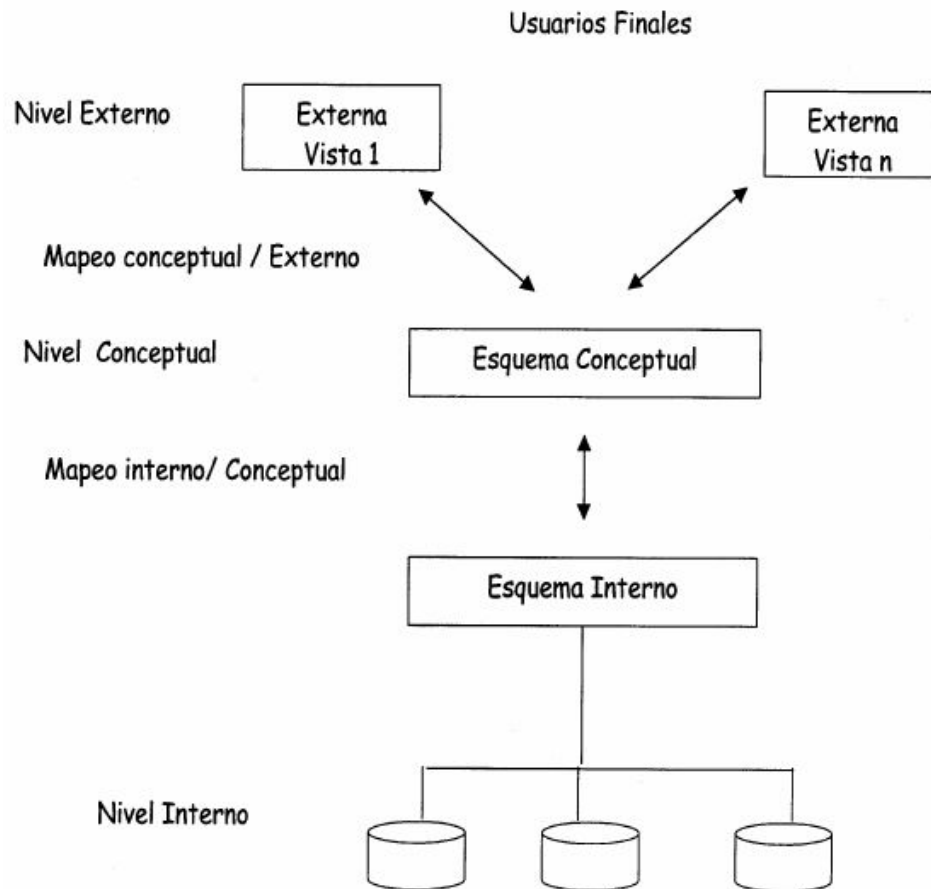 Usuarios Finales
Nivel Externo
Externa
Vista 1
Externa
Vista n
Mapeo conceptual / Externo
Nivel Conceptual
Esquema Conceptual
Mapeo interno/ Conceptual
Esquema Interno
Nivel Interno